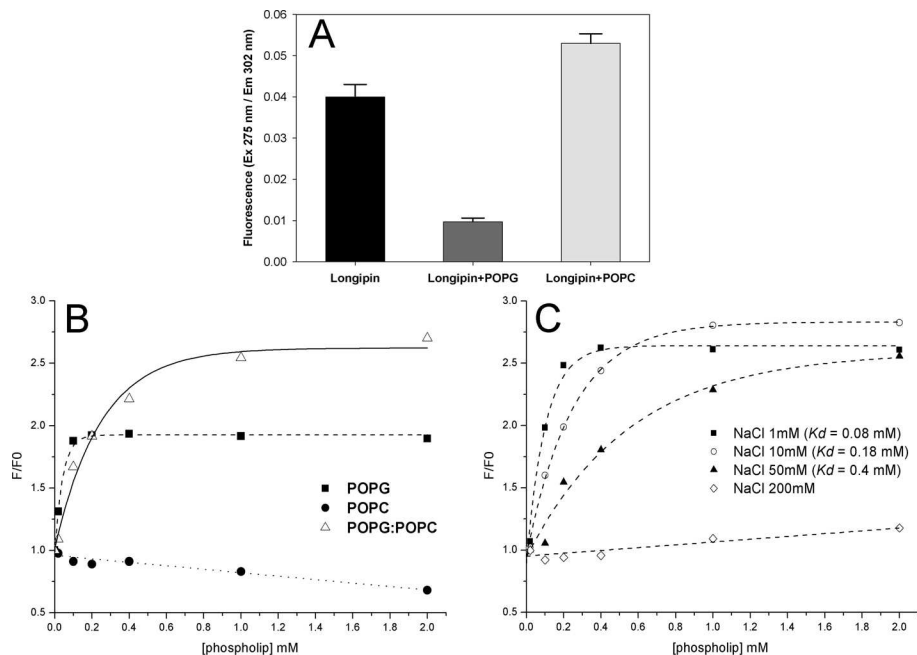 A
Fluorescence (Ex 275 nm / Em 302 nm)
0.06
0.05
0.04
0.03
0.02
0.01
0.00
Longipin
Longipin+POPG
Longipin+POPC
B
F/F0
3.0
2.5
2.0
1.5
1.0
0.5
POPG
POPC
POPG:POPC
0.0
0.2
0.4
0.6
0.8
1.0
1.2
1.4
1.6
1.8
2.0
[phospholip] mM
C
F/F0
3.0
2.5
2.0
1.5
1.0
0.5
NaCl 1mM (Kd = 0.08 mM)
NaCl 10mM (Kd = 0.18 mM)
NaCl 50mM (Kd = 0.4 mM)
NaCl 200mM
0.0
0.2
0.4
0.6
0.8
1.0
1.2
1.4
1.6
1.8
2.0
[phospholip] mM